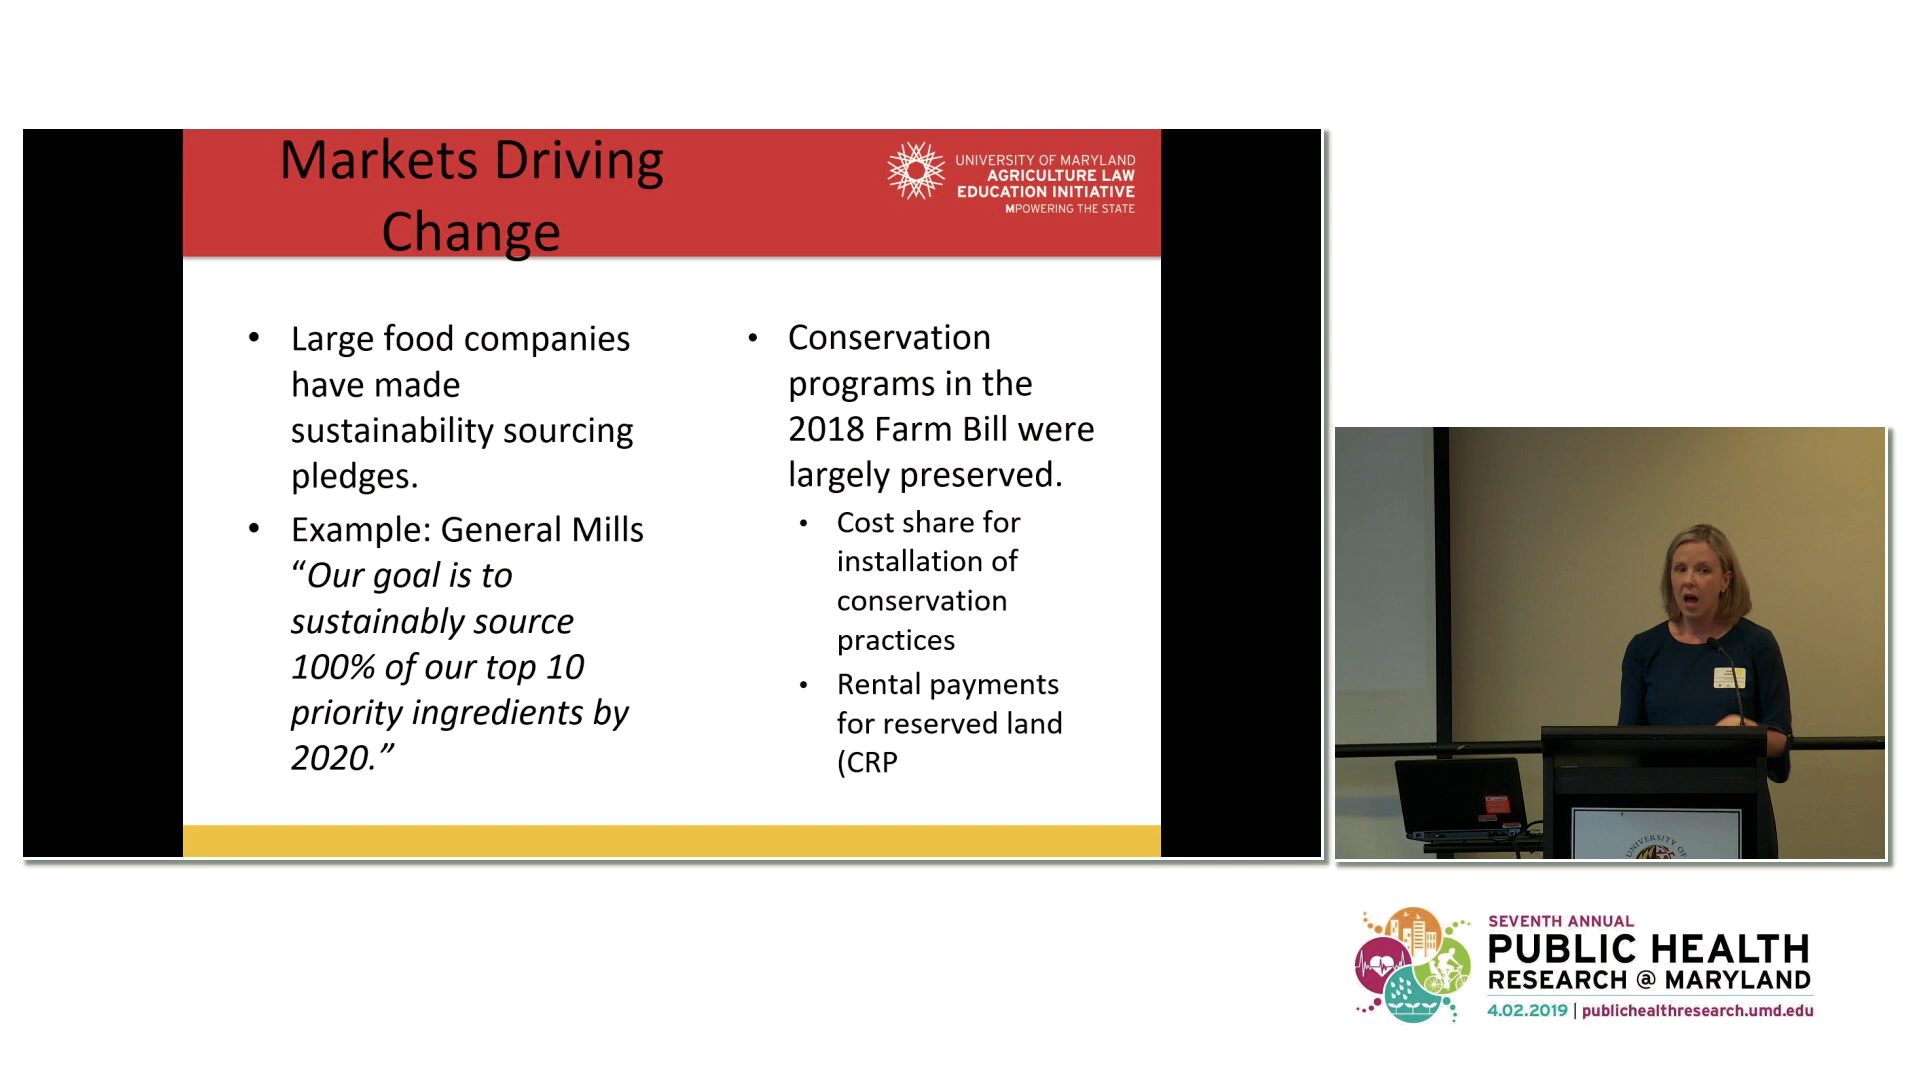 Markets Driving
Change
UNIVERSITY OF MARYLAND
AGRICULTURE LAW
EDUCATION INITIATIVE
MPOWERING THE STATE
• Large food companies
have made
sustainability sourcing
pledges.
• Example: General Mills
“Our goal is to
sustainably source
100% of our top 10
priority ingredients by
2020.”
• Conservation
programs in the
2018 Farm Bill were
largely preserved.
• Cost share for
installation of
conservation
practices
• Rental payments
for reserved land
(CRP
UNIVERSITY OF
SEVENTH ANNUAL
PUBLIC HEALTH
RESEARCH @ MARYLAND
4.02.2019 | publichealthresearch.umd.edu